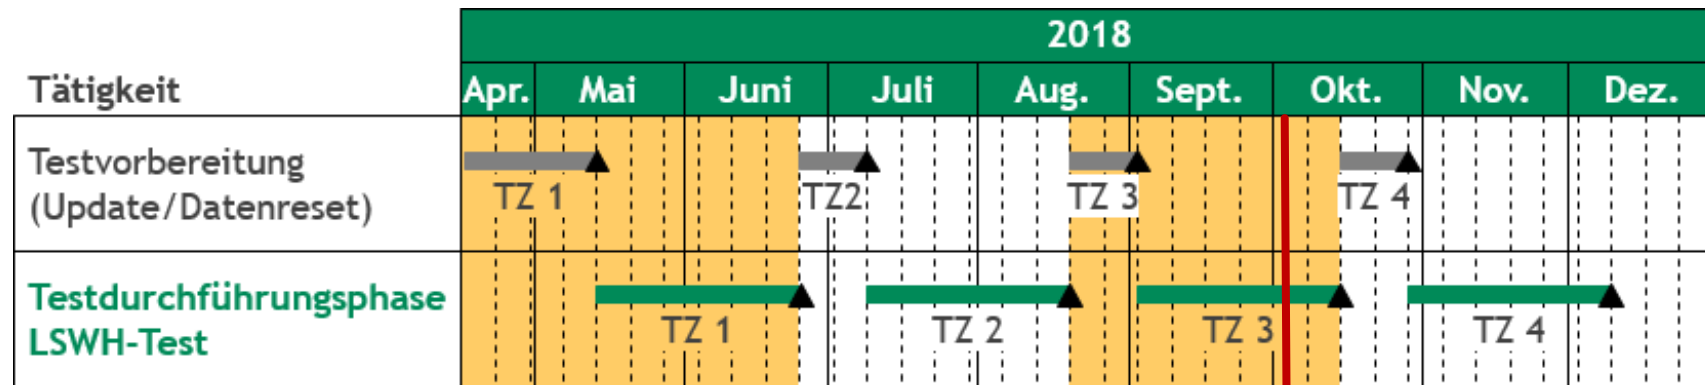 2018
Tätigkeit
Apr. Mai Juni Juli Aug. Sept. Okt. Nov. Dez.
Testvorbereitung
(Update/Datenreset)
TZ 1 TZ2 TZ 3 TZ 4
Testdurchführungsphase
LSWH-Test
TZ 1 TZ 2 TZ 3 TZ 4